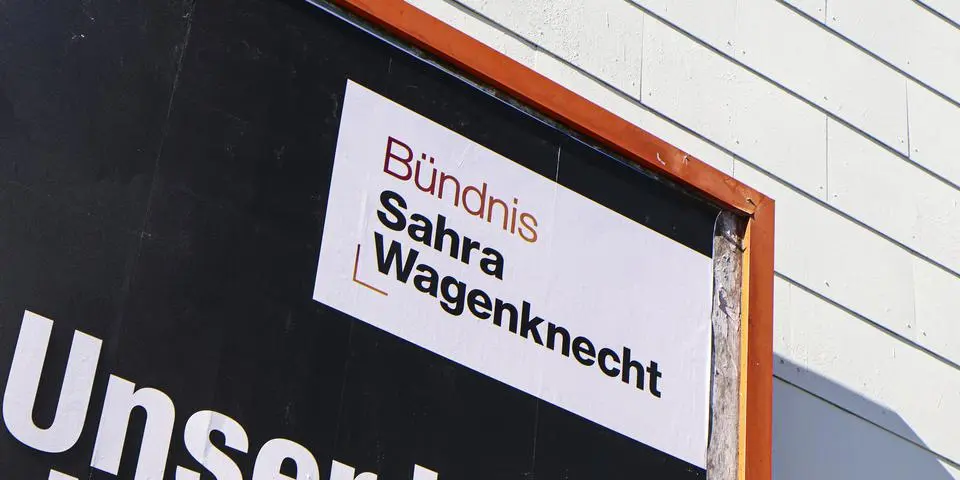 Bündnis
Sahra
Wagenknecht
Unser